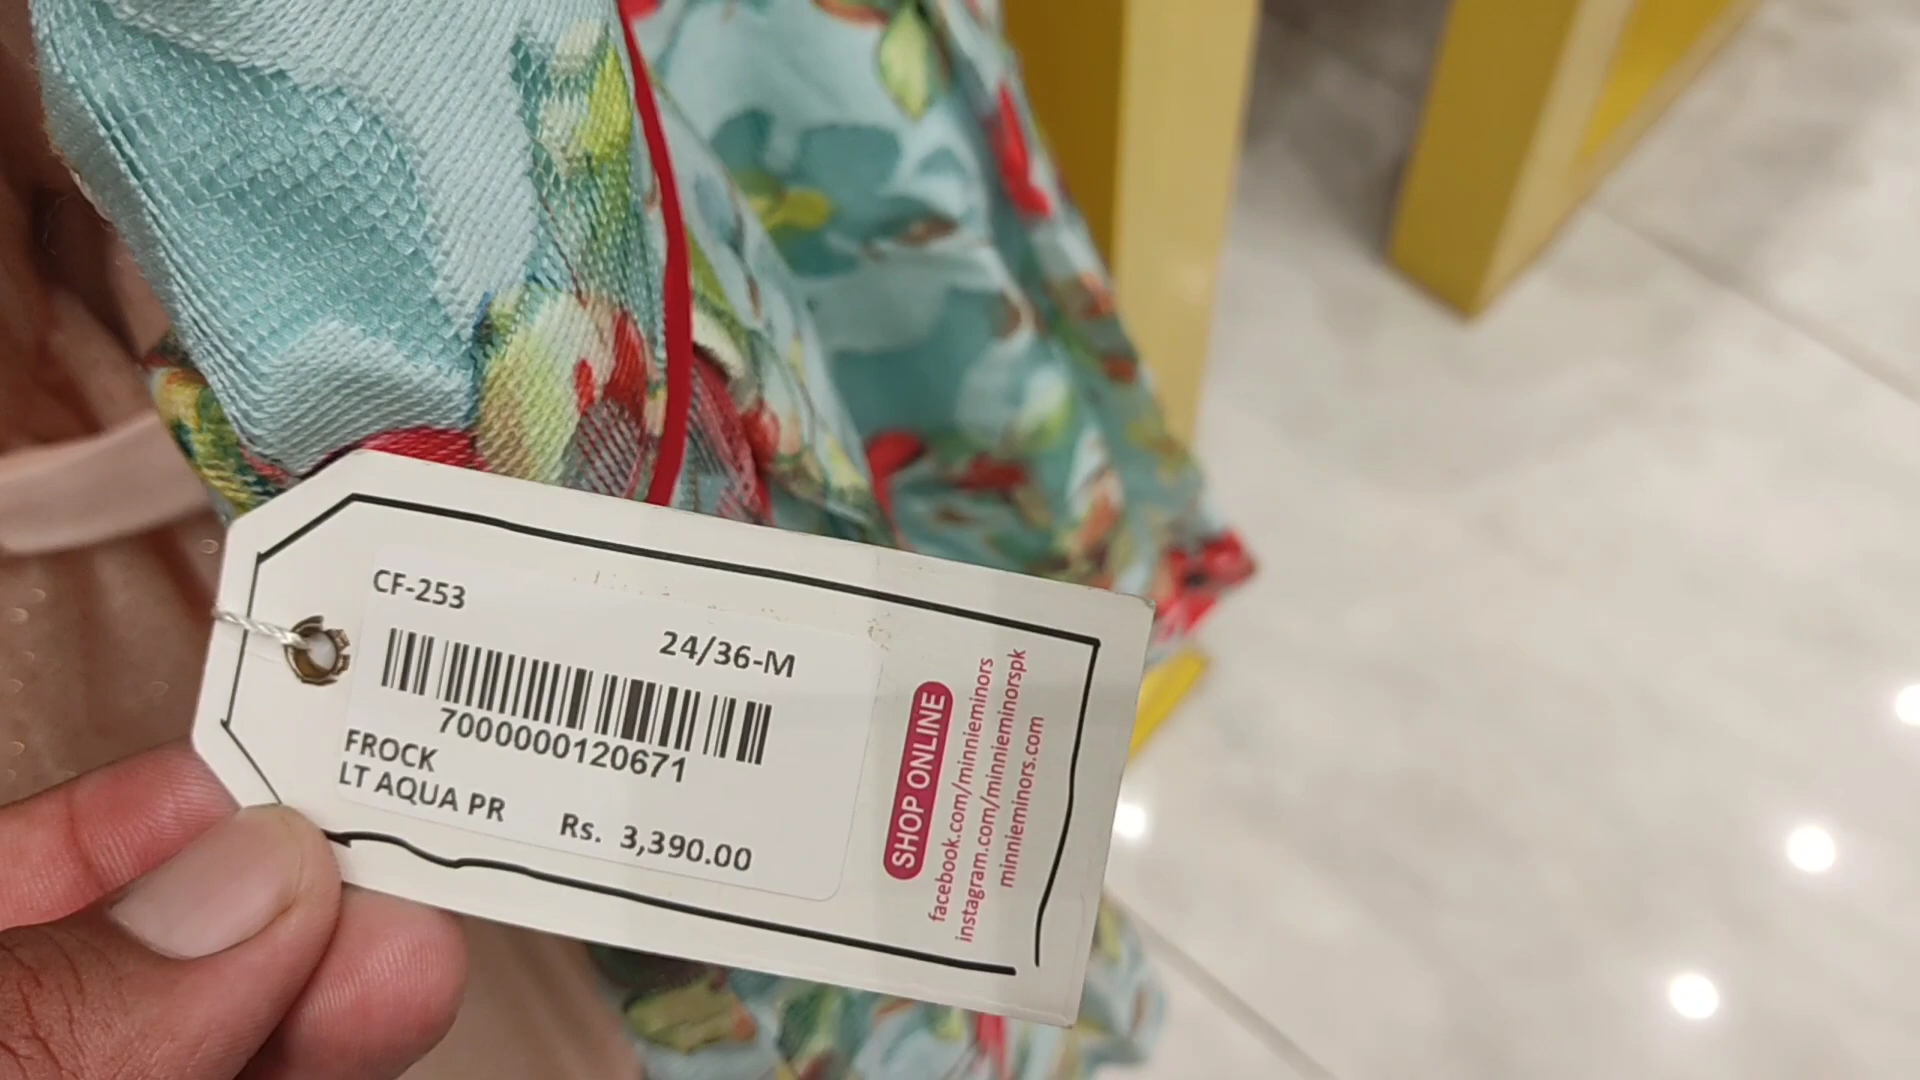 CF-253
24/36-M
7000000120671
FROCK
LT AQUA PR
Rs. 3,390.00
SHOP ONLINE
facebook.com/minnieminors
instagram.com/minnieminorspk
minnieminors.com